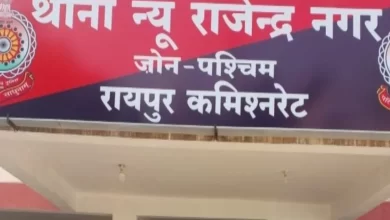 थाना न्यू राजेन्द्र नगर
ज़ोन-पश्चिम
रायपुर कमिश्नरेट